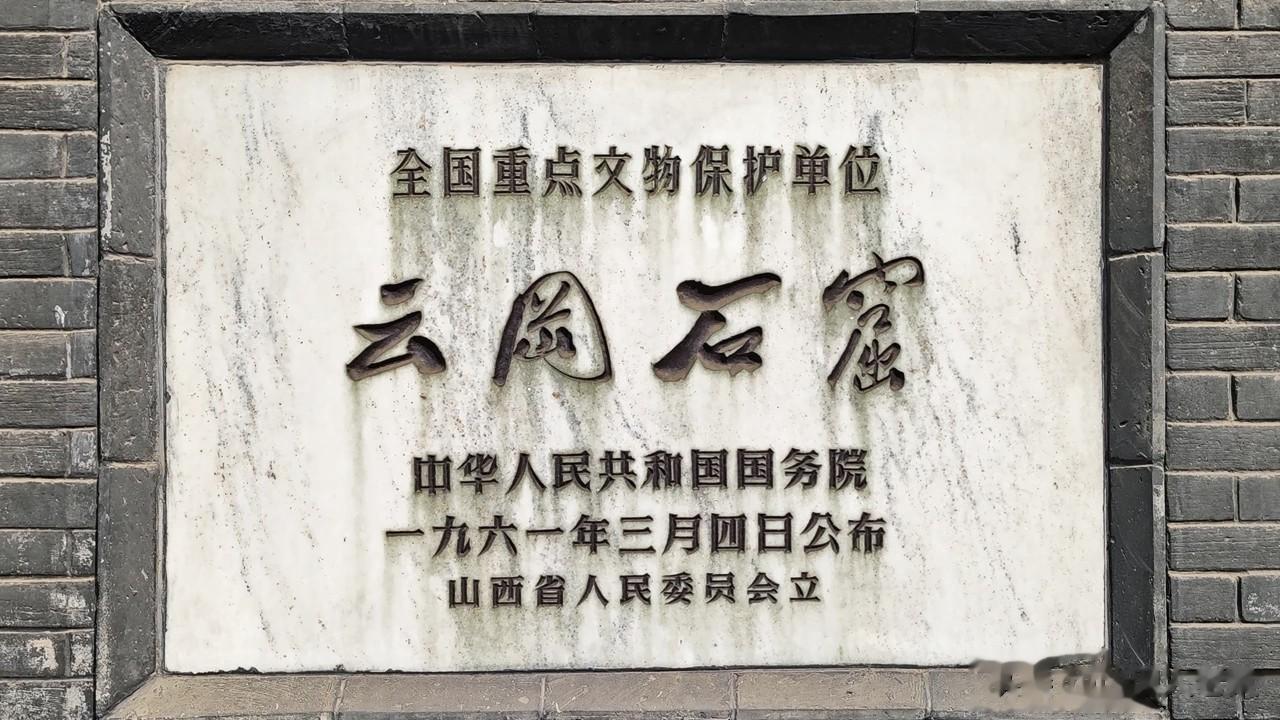 全国重点文物保护单位
云冈石窟
中华人民共和国国务院
一九六一年三月四日公布
山西省人民委员会立